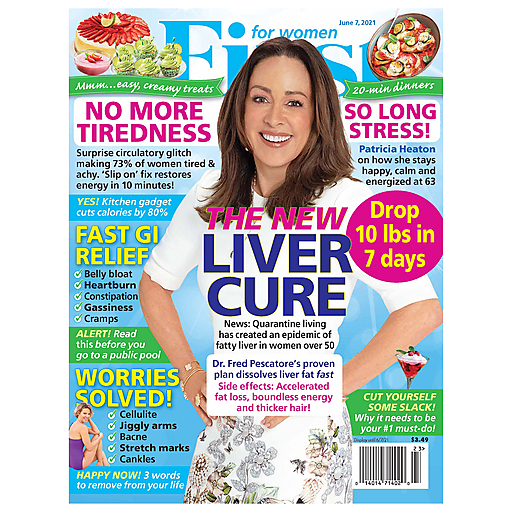 for women
June 7, 2021
First
Mmm...easy, creamy treats
20-min dinners
NO MORE
TIREDNESS
Surprise circulatory glitch
making 73% of women tired &
achy. 'Slip on' fix restores
energy in 10 minutes!
SO LONG
STRESS!
Patricia Heaton
on how she stays
happy, calm and
energized at 63
YES! Kitchen gadget
cuts calories by 80%
FAST GI
RELIEF
Belly bloat
Heartburn
Constipation
Gassiness
Cramps
ALERT! Read
this before you
go to a public pool
THE NEW
LIVER
CURE
Drop
10 lbs in
7 days
News: Quarantine living
has created an epidemic of
fatty liver in women over 50
Dr. Fred Pescatore's proven
plan dissolves liver fat fast
Side effects: Accelerated
fat loss, boundless energy
and thicker hair!
WORRIES
SOLVED!
Cellulite
Jiggly arms
Bacne
Stretch marks
Cankles
HAPPY NOW! 3 words
to remove from your life
CUT YOURSELF
SOME SLACK!
Why it needs to be
your #1 must-do!
$3.49
23>
0 14014 71402 0